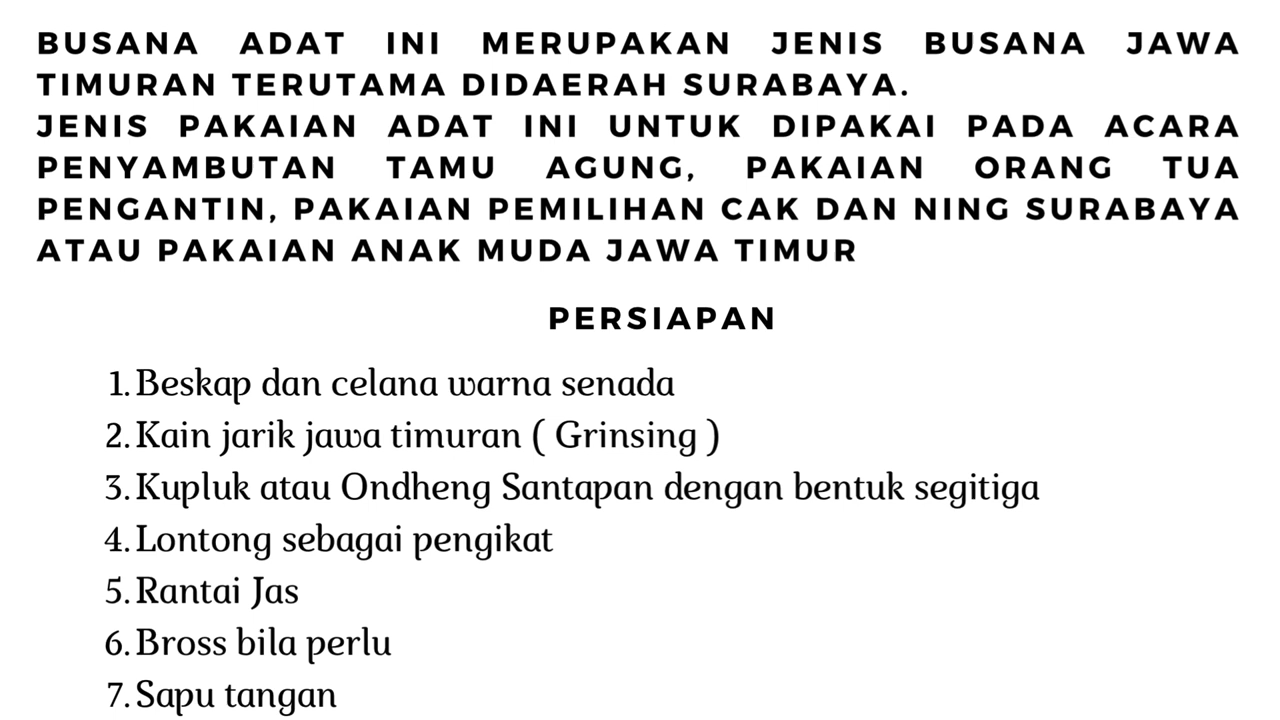 BUSANA ADAT INI MERUPAKAN JENIS BUSANA JAWA
TIMURAN TERUTAMA DIDAERAH SURABAYA.
JENIS PAKAIAN ADAT INI UNTUK DIPAKAI PADA ACARA
PENYAMBUTAN TAMU AGUNG, PAKAIAN ORANG TUA
PENGANTIN, PAKAIAN PEMILIHAN CAK DAN NING SURABAYA
ATAU PAKAIAN ANAK MUDA JAWA TIMUR
PERSIAPAN
1. Beskap dan celana warna senada
2. Kain jarik jawa timuran ( Grinsing )
3. Kupluk atau Ondheng Santapan dengan bentuk segitiga
4. Lontong sebagai pengikat
5. Rantai Jas
6. Bross bila perlu
7. Sapu tangan